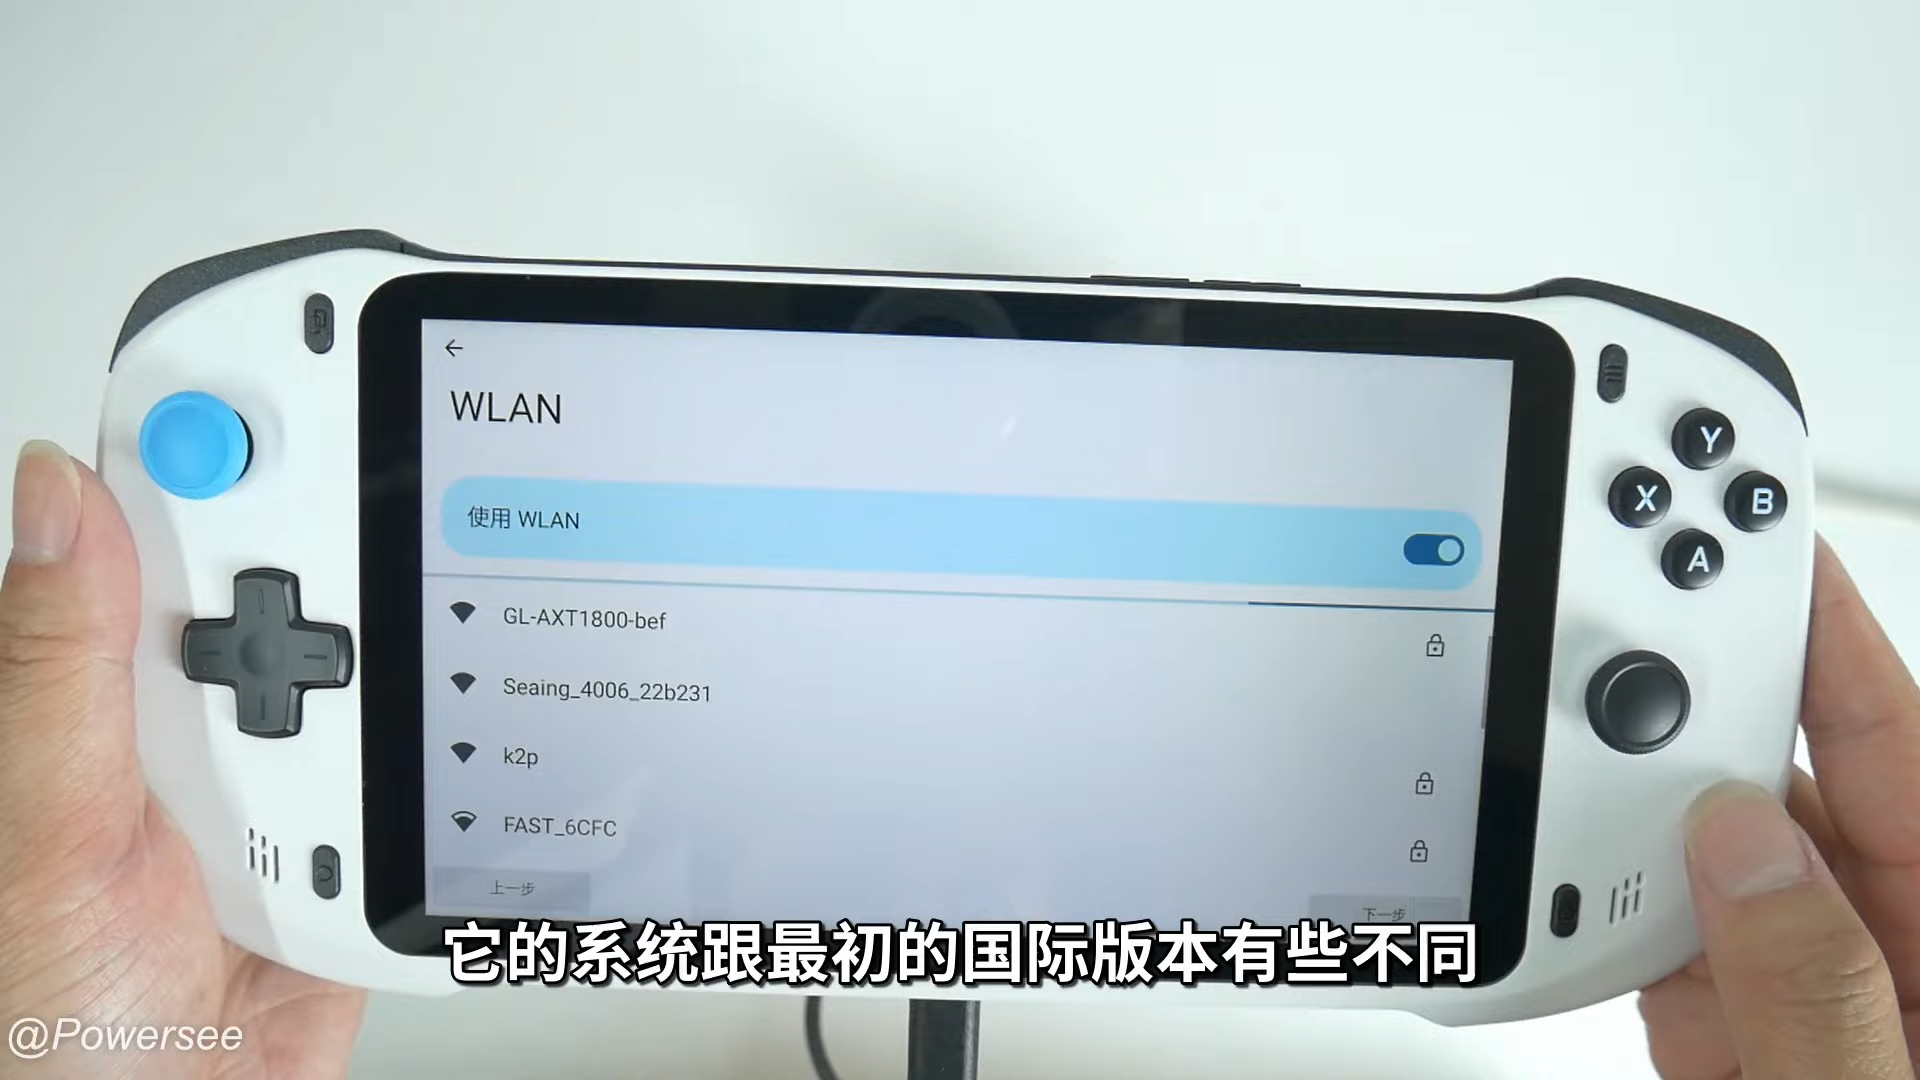 WLAN
使用 WLAN
GL-AXT1800-bef
Seaing_4006_22b231
k2p
FAST_6CFC
上一步
下一步
Y
X
B
A
它的系统跟最初的国际版本有些不同
@Powersee